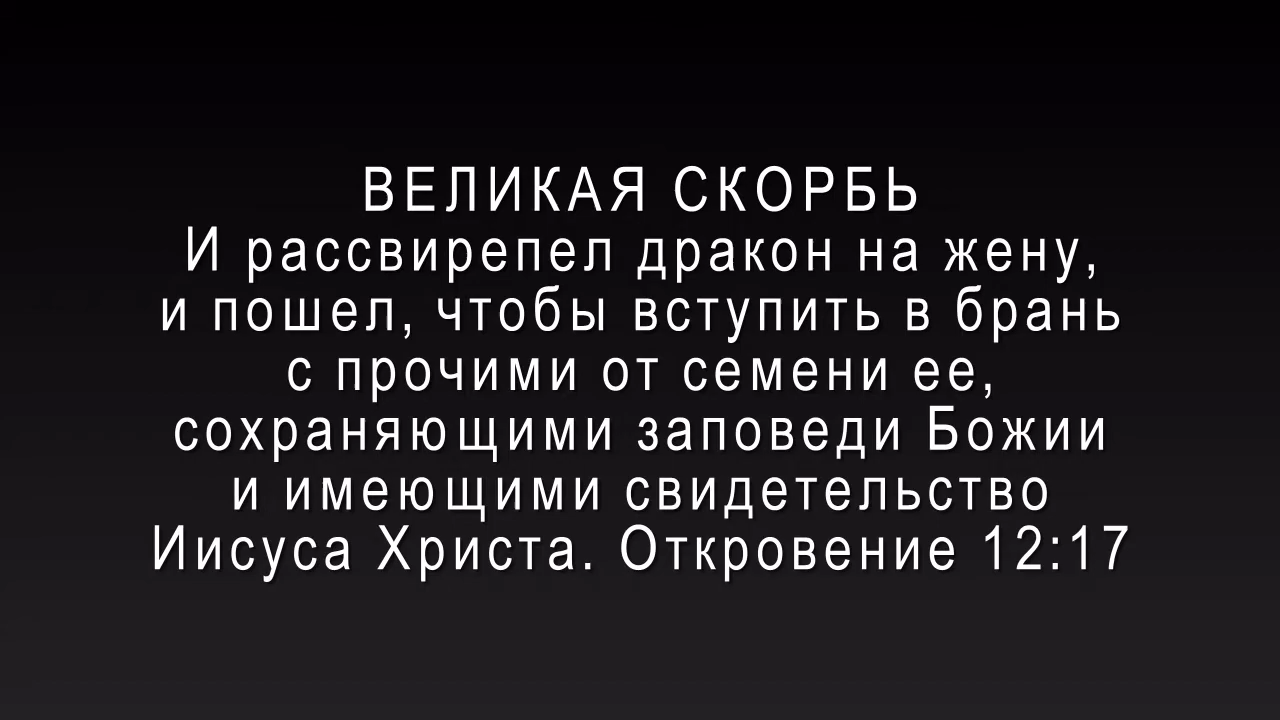 ВЕЛИКАЯ СКОРБЬ
И рассвирепел дракон на жену,
и пошел, чтобы вступить в брань
с прочими от семени ее,
сохраняющими заповеди Божии
и имеющими свидетельство
Иисуса Христа. Откровение 12:17